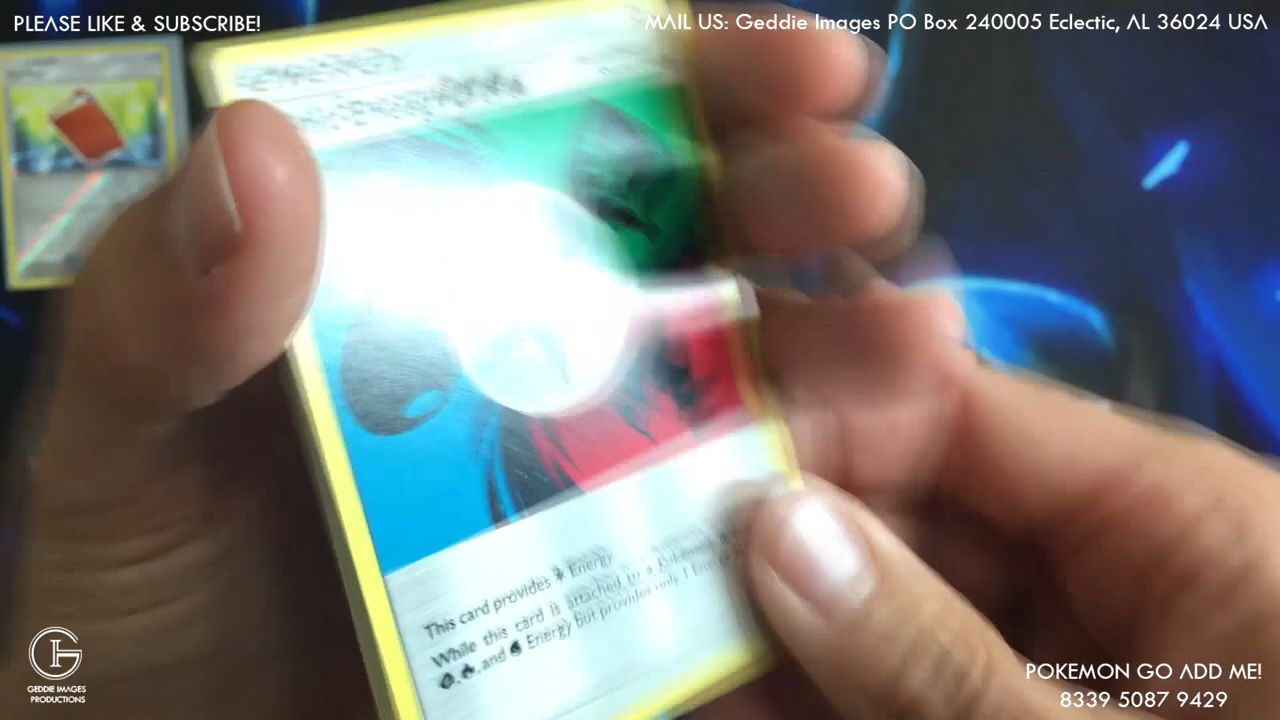 PLEASE LIKE & SUBSCRIBE!
MAIL US: Geddie Images PO Box 240005 Eclectic, AL 36024 USA
This card provides Energy
While this card is attached to a Pokémon
, , and Energy but provides only 1 Energy
GEDDIE IMAGES
PRODUCTIONS
POKEMON GO ADD ME!
8339 5087 9429